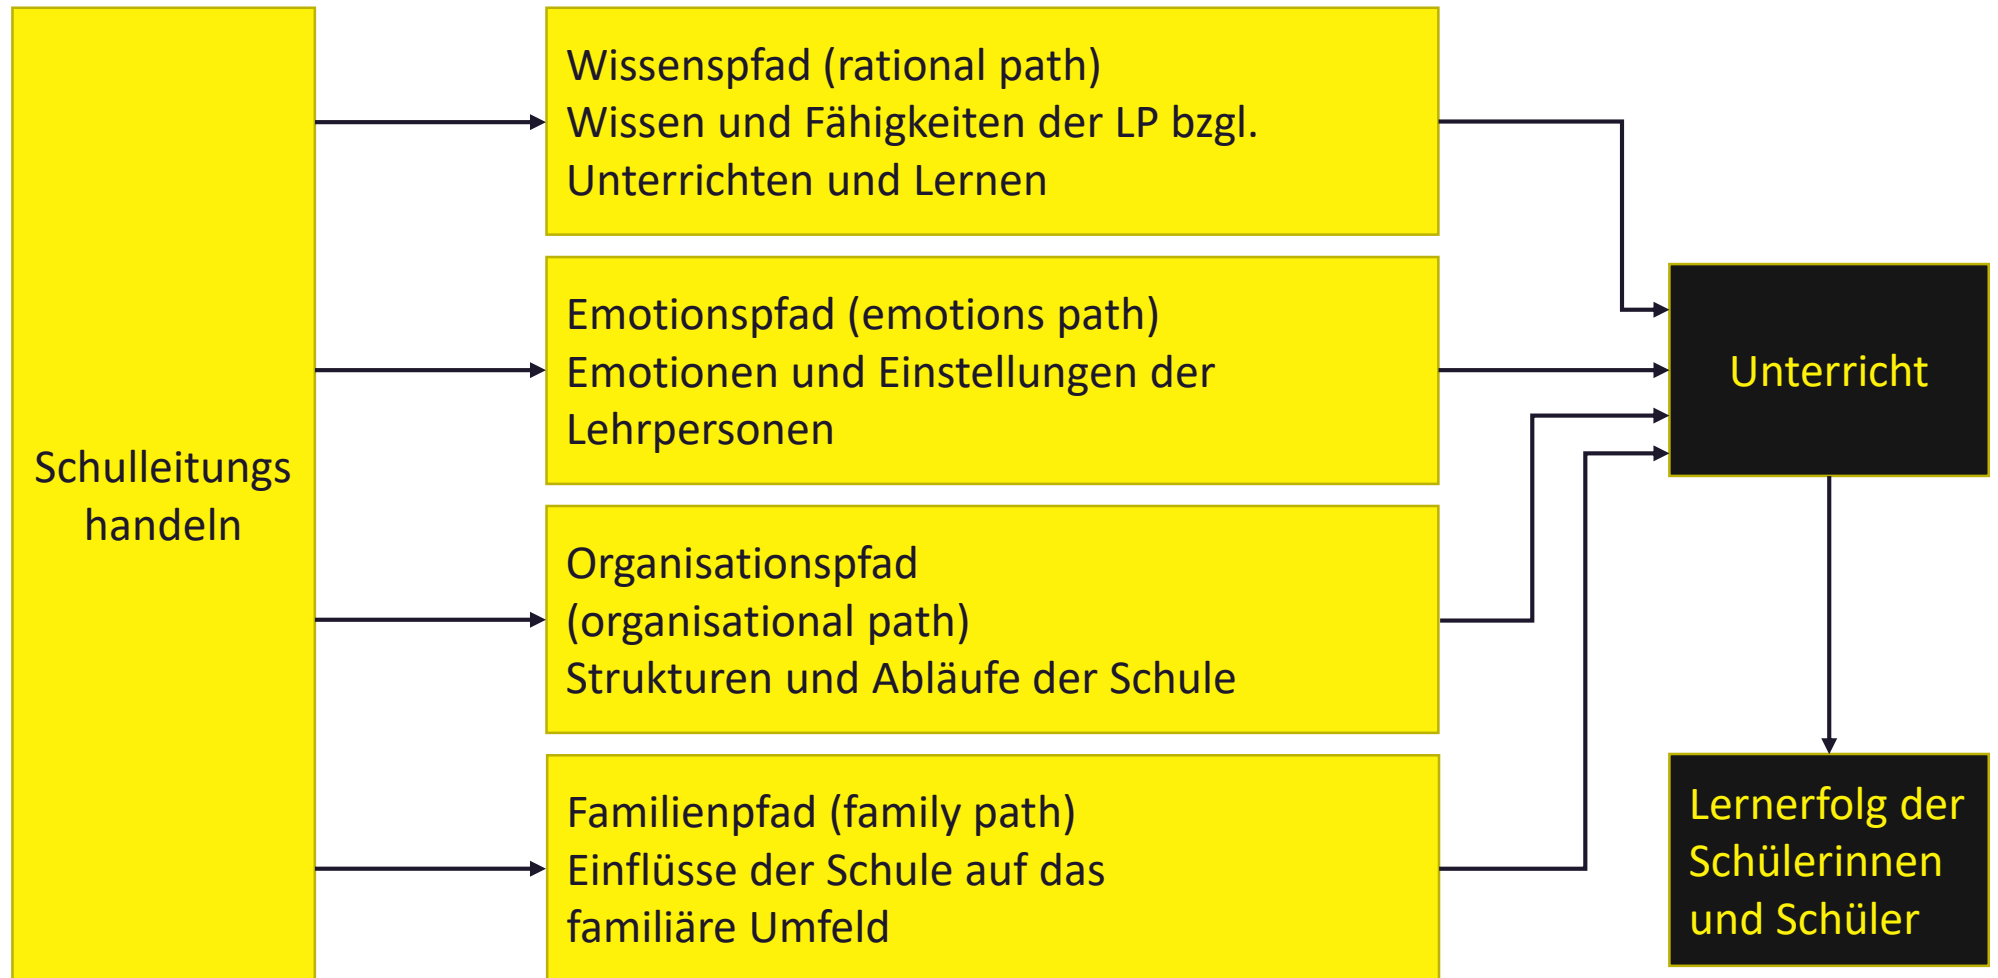 Schulleitungs
handeln
Wissenspfad (rational path)
Wissen und Fähigkeiten der LP bzgl.
Unterrichten und Lernen
Emotionspfad (emotions path)
Emotionen und Einstellungen der
Lehrpersonen
Organisationspfad
(organisational path)
Strukturen und Abläufe der Schule
Familienpfad (family path)
Einflüsse der Schule auf das
familiäre Umfeld
Unterricht
Lernerfolg der
Schülerinnen
und Schüler